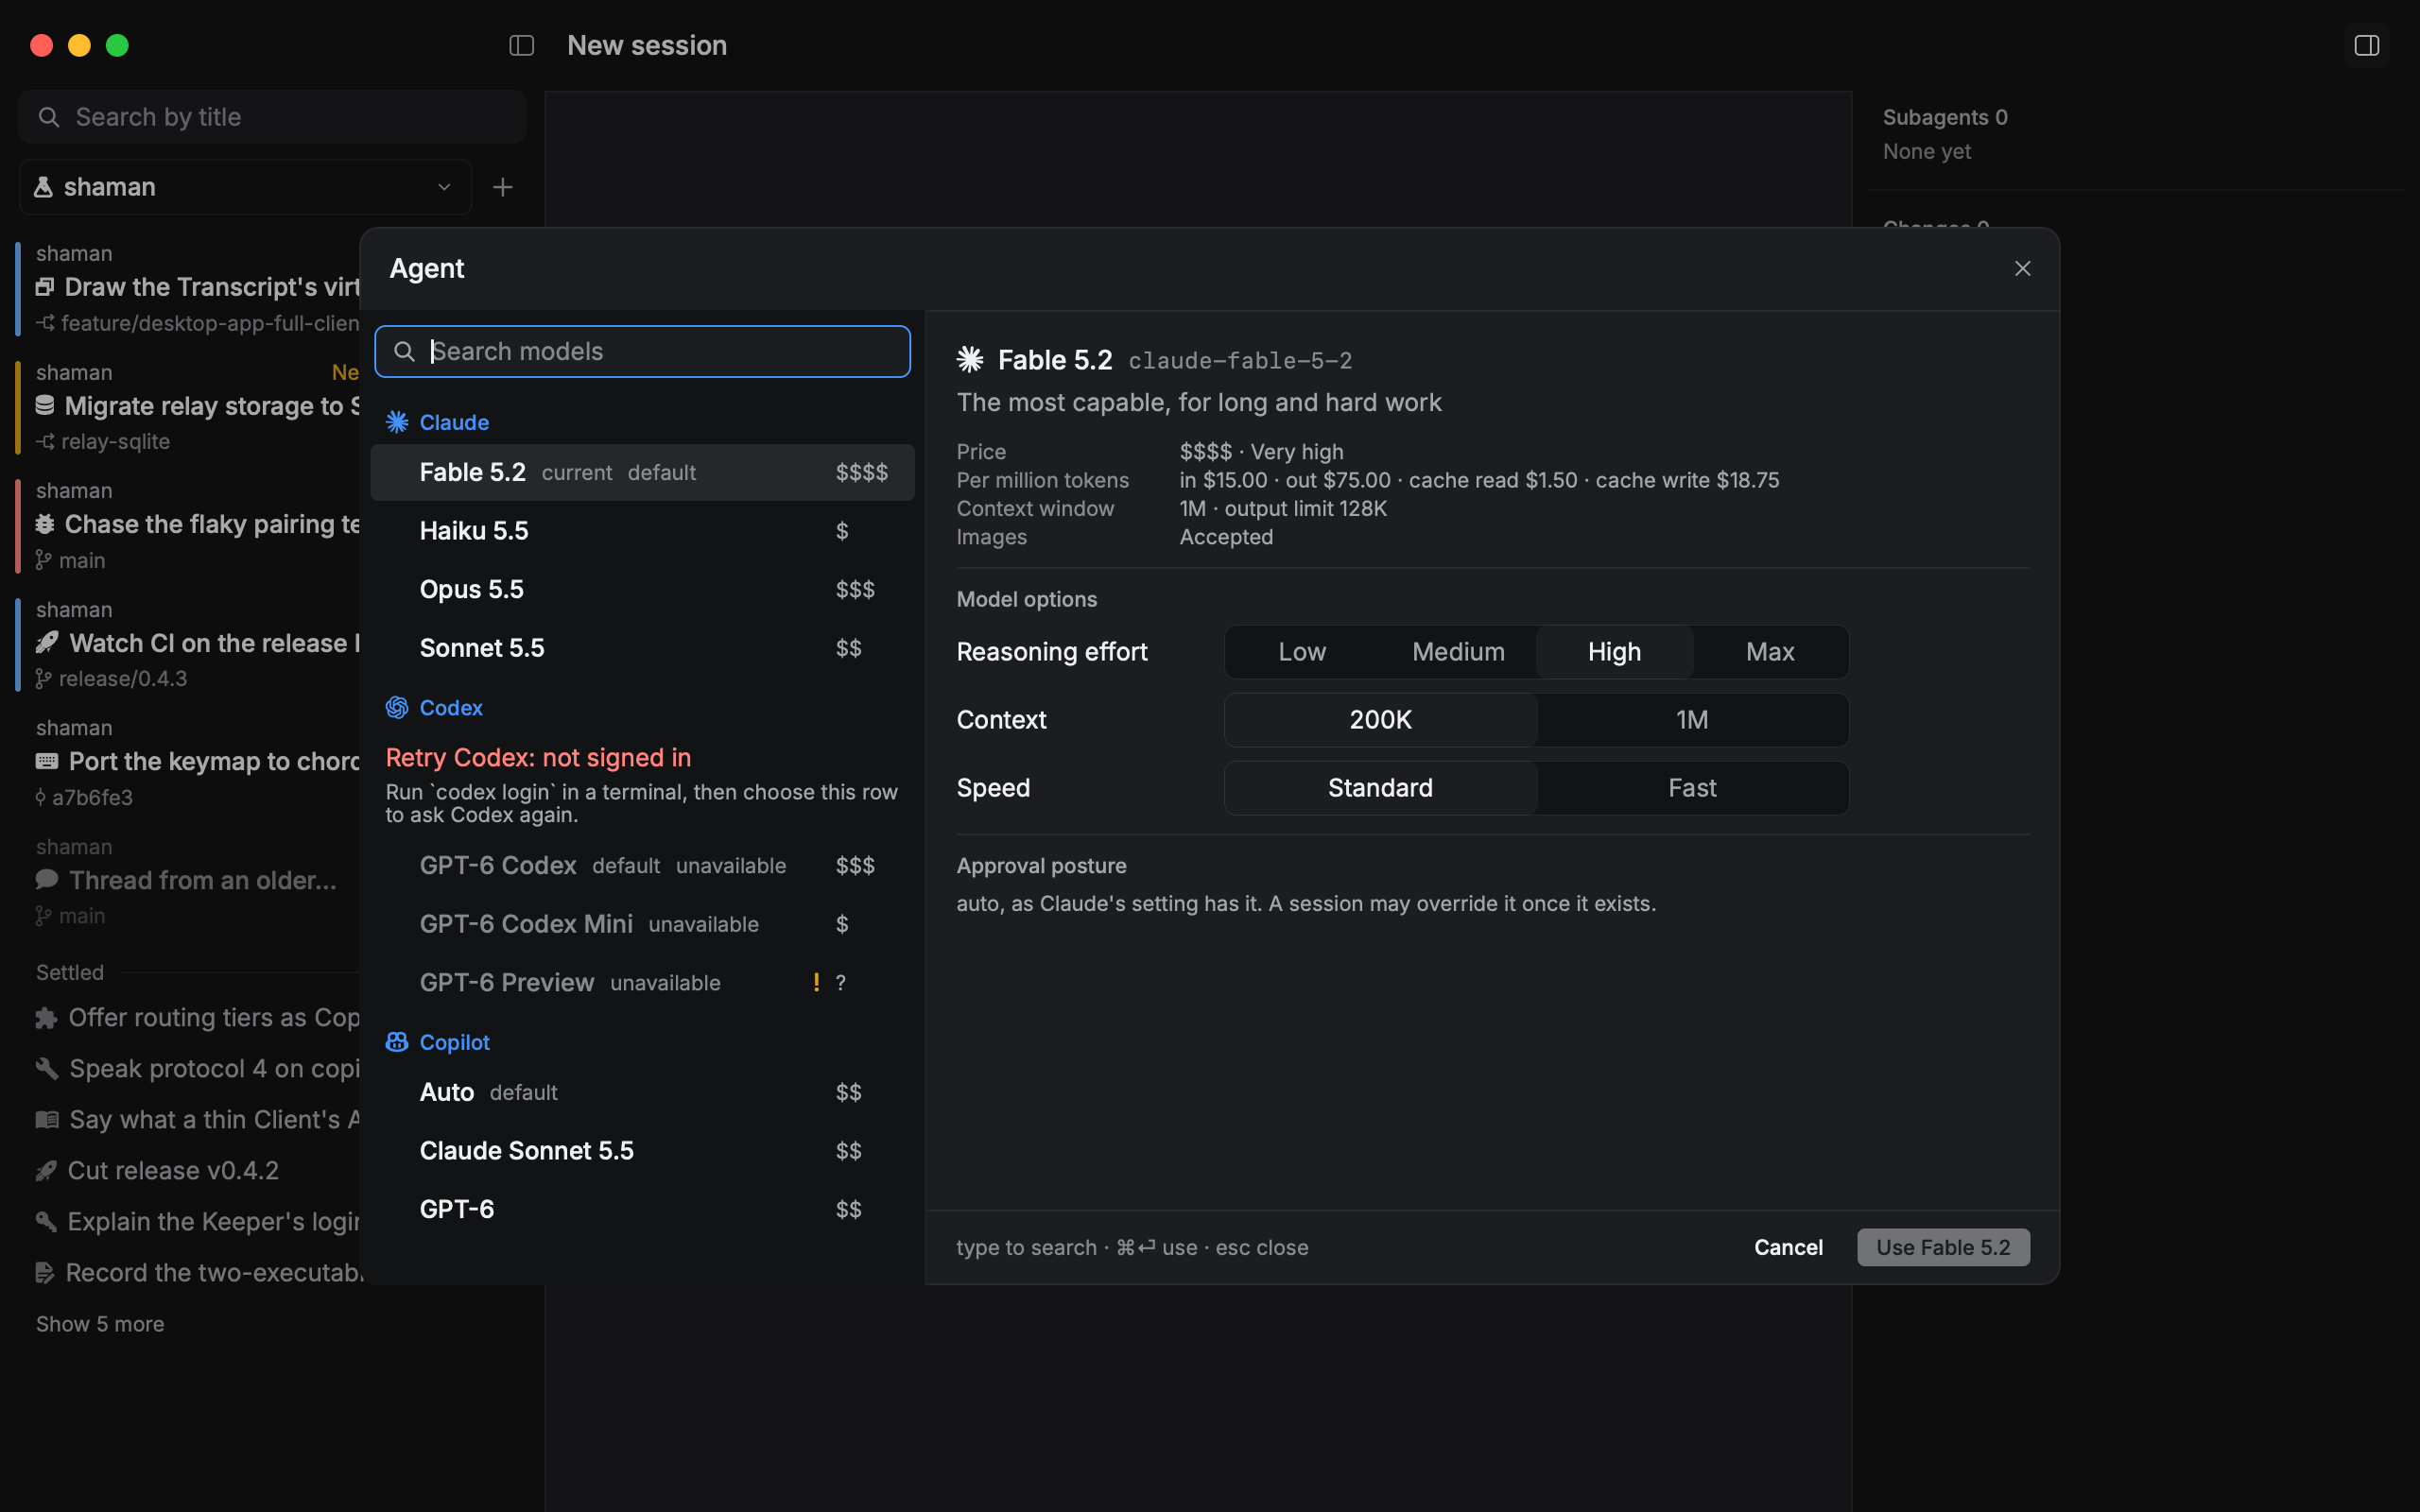 New session
Search by title
shaman
shaman
Draw the Transcript's virt
feature/desktop-app-full-clien
shaman
Ne
Migrate relay storage to S
relay-sqlite
shaman
Chase the flaky pairing te
main
shaman
Watch CI on the release
release/0.4.3
shaman
Port the keymap to chord
a7b6fe3
shaman
Thread from an older...
main
Settled
Offer routing tiers as Cop
Speak protocol 4 on copi
Say what a thin Client's A
Cut release v0.4.2
Explain the Keeper's login
Record the two-executab
Show 5 more
Agent
Search models
Claude
Fable 5.2 current default $$$$
Haiku 5.5 $
Opus 5.5 $$$
Sonnet 5.5 $$
Codex
Retry Codex: not signed in
Run `codex login` in a terminal, then choose this row
to ask Codex again.
GPT-6 Codex default unavailable $$$
GPT-6 Codex Mini unavailable $
GPT-6 Preview unavailable ! ?
Copilot
Auto default $$
Claude Sonnet 5.5 $$
GPT-6 $$
Fable 5.2 claude-fable-5-2
The most capable, for long and hard work
Price $$$$ · Very high
Per million tokens in $15.00 · out $75.00 · cache read $1.50 · cache write $18.75
Context window 1M · output limit 128K
Images Accepted
Model options
Reasoning effort Low Medium High Max
Context 200K 1M
Speed Standard Fast
Approval posture
auto, as Claude's setting has it. A session may override it once it exists.
type to search · ⌘⏎ use · esc close
Cancel
Use Fable 5.2
Subagents 0
None yet
Changes 0